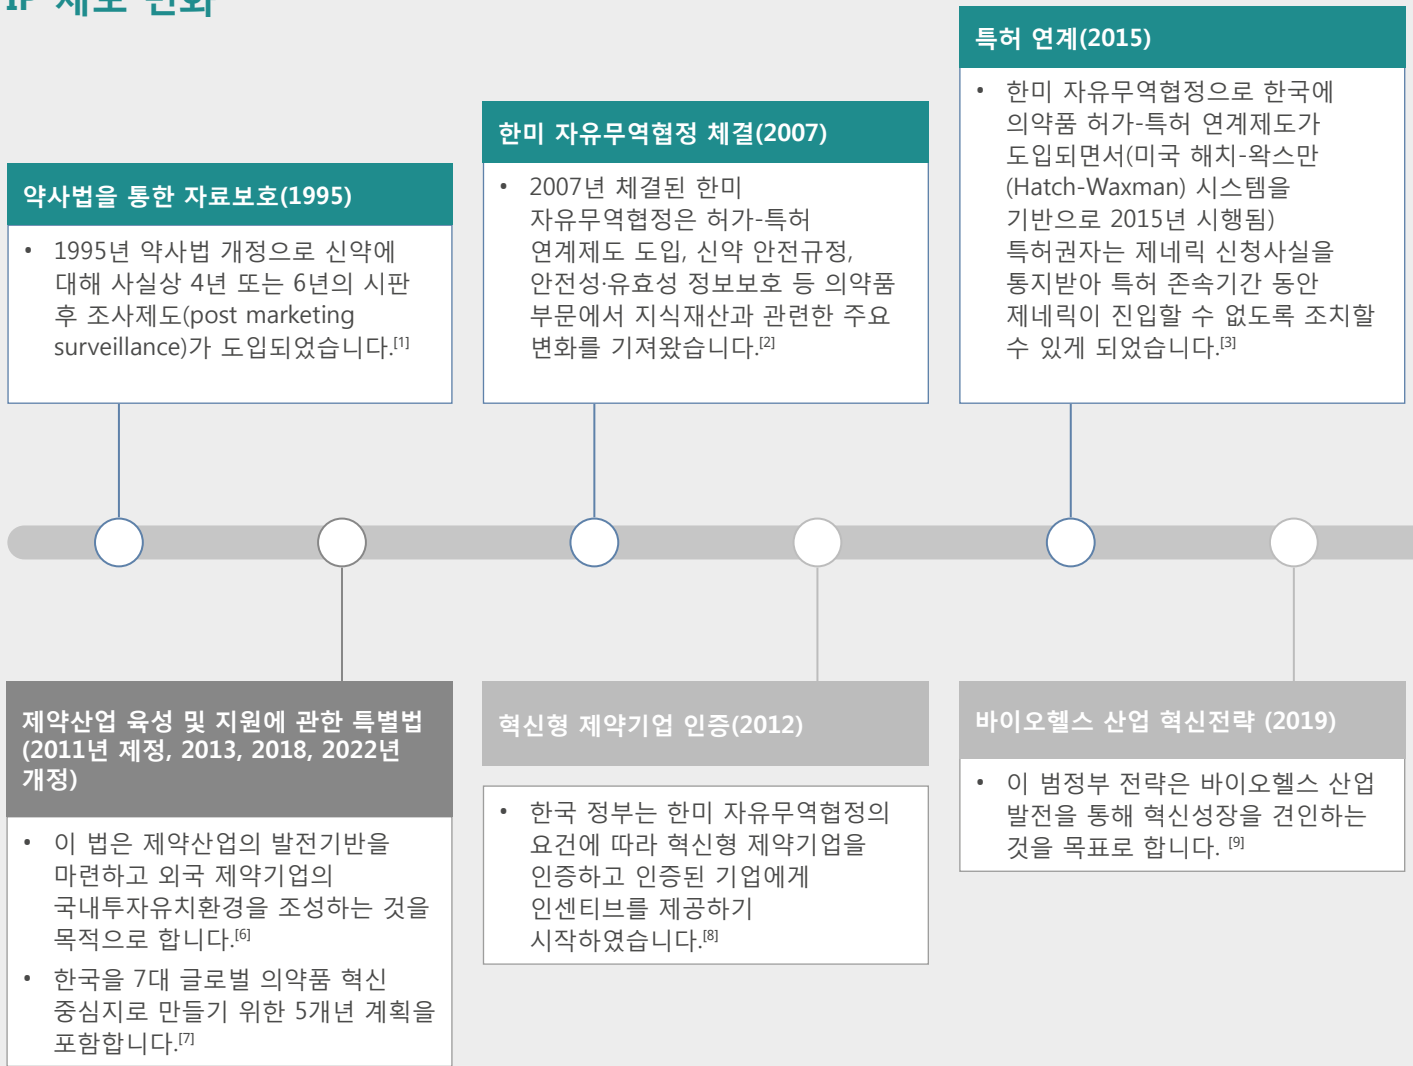 IP 제도 변화
특허 연계(2015)
• 한미 자유무역협정으로 한국에
의약품 허가-특허 연계제도가
도입되면서(미국 해치-왁스만
(Hatch-Waxman) 시스템을
기반으로 2015년 시행됨)
특허권자는 제네릭 신청사실을
통지받아 특허 존속기간 동안
제네릭이 진입할 수 없도록 조치할
수 있게 되었습니다.[3]
한미 자유무역협정 체결(2007)
• 2007년 체결된 한미
자유무역협정은 허가-특허
연계제도 도입, 신약 안전규정,
안전성·유효성 정보보호 등 의약품
부문에서 지식재산과 관련한 주요
변화를 가져왔습니다.[2]
약사법을 통한 자료보호(1995)
• 1995년 약사법 개정으로 신약에
대해 사실상 4년 또는 6년의 시판
후 조사제도(post marketing
surveillance)가 도입되었습니다.[1]
제약산업 육성 및 지원에 관한 특별법
(2011년 제정, 2013, 2018, 2022년
개정)
• 이 법은 제약산업의 발전기반을
마련하고 외국 제약기업의
국내투자유치환경을 조성하는 것을
목적으로 합니다.[6]
• 한국을 7대 글로벌 의약품 혁신
중심지로 만들기 위한 5개년 계획을
포함합니다.[7]
혁신형 제약기업 인증(2012)
• 한국 정부는 한미 자유무역협정의
요건에 따라 혁신형 제약기업을
인증하고 인증된 기업에게
인센티브를 제공하기
시작하였습니다.[8]
바이오헬스 산업 혁신전략 (2019)
• 이 범정부 전략은 바이오헬스 산업
발전을 통해 혁신성장을 견인하는
것을 목표로 합니다. [9]